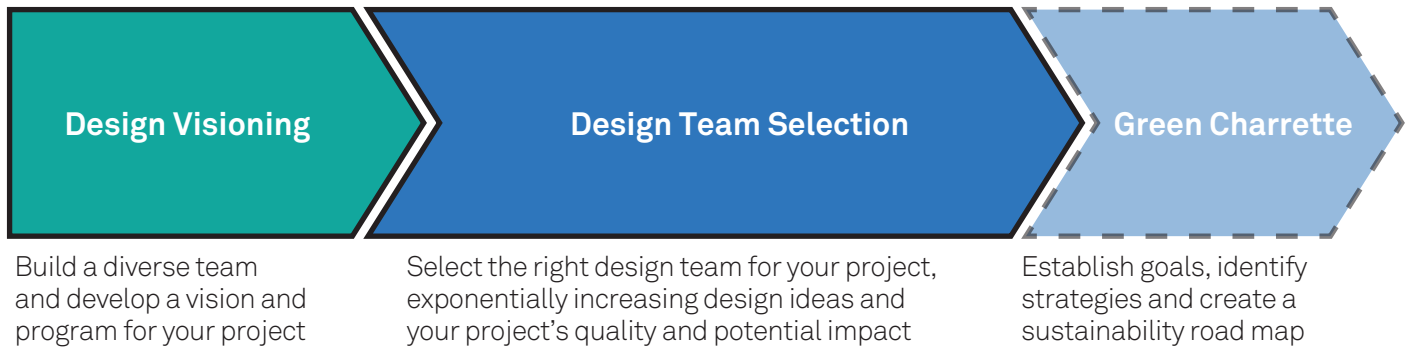 Design Visioning
Design Team Selection
Green Charrette
Build a diverse team
and develop a vision and
program for your project
Select the right design team for your project,
exponentially increasing design ideas and
your project’s quality and potential impact
Establish goals, identify
strategies and create a
sustainability road map